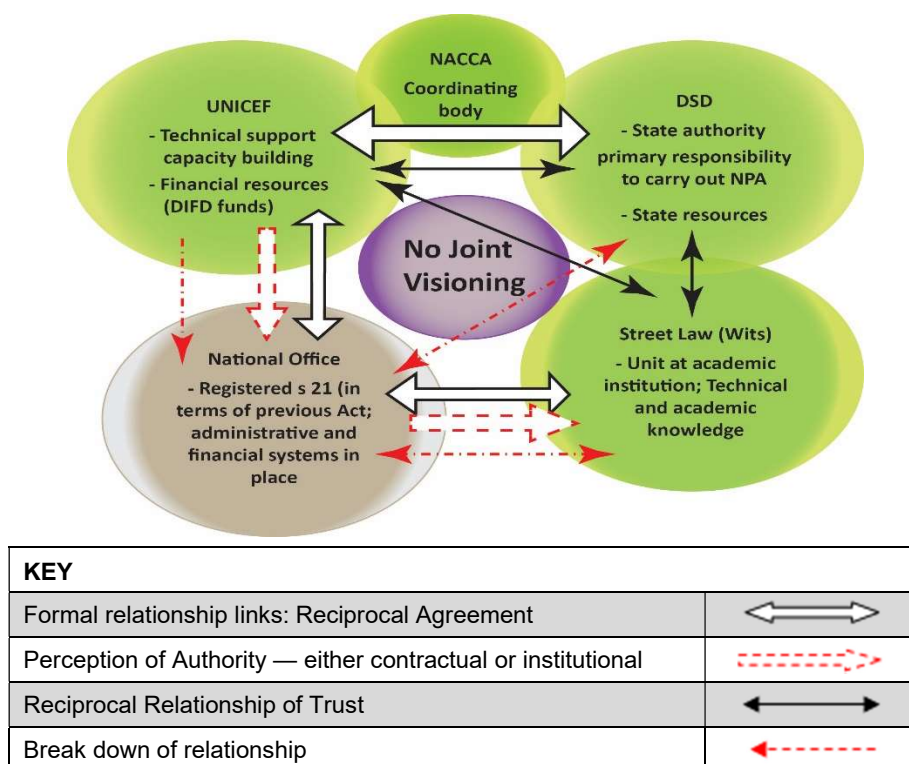 NACCA
Coordinating
body
UNICEF
- Technical support
capacity building
- Financial resources
(DIFD funds)
DSD
- State authority
primary responsibility
to carry out NPA
- State resources
No Joint
Visioning
National Office
- Registered s 21 (in
terms of previous Act;
administrative and
financial systems in
place
Street Law (Wits)
- Unit at academic
institution; Technical
and academic
knowledge
KEY
Formal relationship links: Reciprocal Agreement
Perception of Authority — either contractual or institutional
Reciprocal Relationship of Trust
Break down of relationship